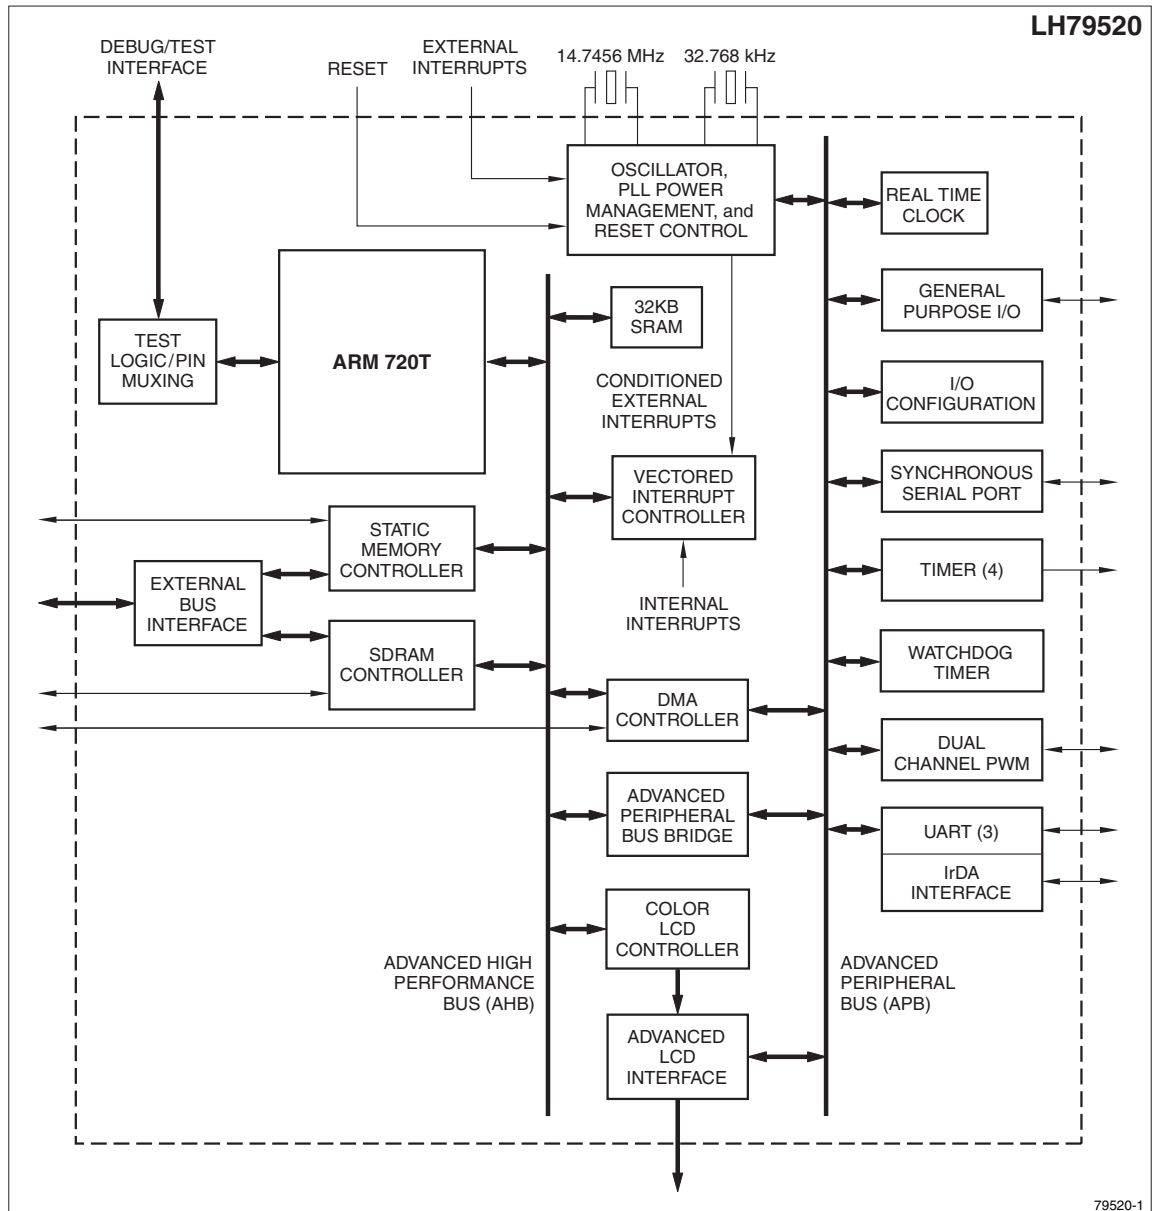 LH79520
DEBUG/TEST
INTERFACE
RESET
EXTERNAL
INTERRUPTS
14.7456 MHz
32.768 kHz
OSCILLATOR,
PLL POWER
MANAGEMENT, and
RESET CONTROL
REAL TIME
CLOCK
GENERAL
PURPOSE I/O
32KB
SRAM
TEST
LOGIC/PIN
MUXING
ARM 720T
CONDITIONED
EXTERNAL
INTERRUPTS
I/O
CONFIGURATION
VECTORED
INTERRUPT
CONTROLLER
SYNCHRONOUS
SERIAL PORT
STATIC
MEMORY
CONTROLLER
EXTERNAL
BUS
INTERFACE
INTERNAL
INTERRUPTS
TIMER (4)
SDRAM
CONTROLLER
WATCHDOG
TIMER
DMA
CONTROLLER
DUAL
CHANNEL PWM
ADVANCED
PERIPHERAL
BUS BRIDGE
UART (3)
IrDA
INTERFACE
COLOR
LCD
CONTROLLER
ADVANCED HIGH
PERFORMANCE
BUS (AHB)
ADVANCED
PERIPHERAL
BUS (APB)
ADVANCED
LCD
INTERFACE
79520-1